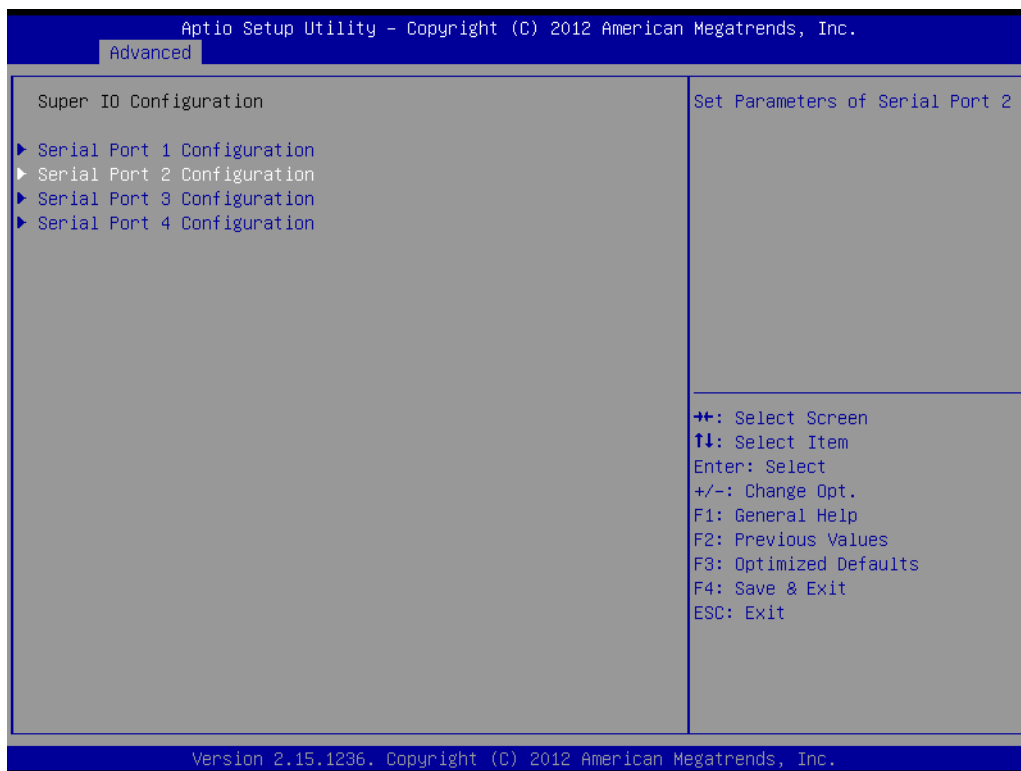 Aptio Setup Utility – Copyright (C) 2012 American Megatrends, Inc.
Advanced
Super IO Configuration
Serial Port 1 Configuration
Serial Port 2 Configuration
Serial Port 3 Configuration
Serial Port 4 Configuration
Set Parameters of Serial Port 2
→←: Select Screen
↑↓: Select Item
Enter: Select
+/-: Change Opt.
F1: General Help
F2: Previous Values
F3: Optimized Defaults
F4: Save & Exit
ESC: Exit
Version 2.15.1236. Copyright (C) 2012 American Megatrends, Inc.